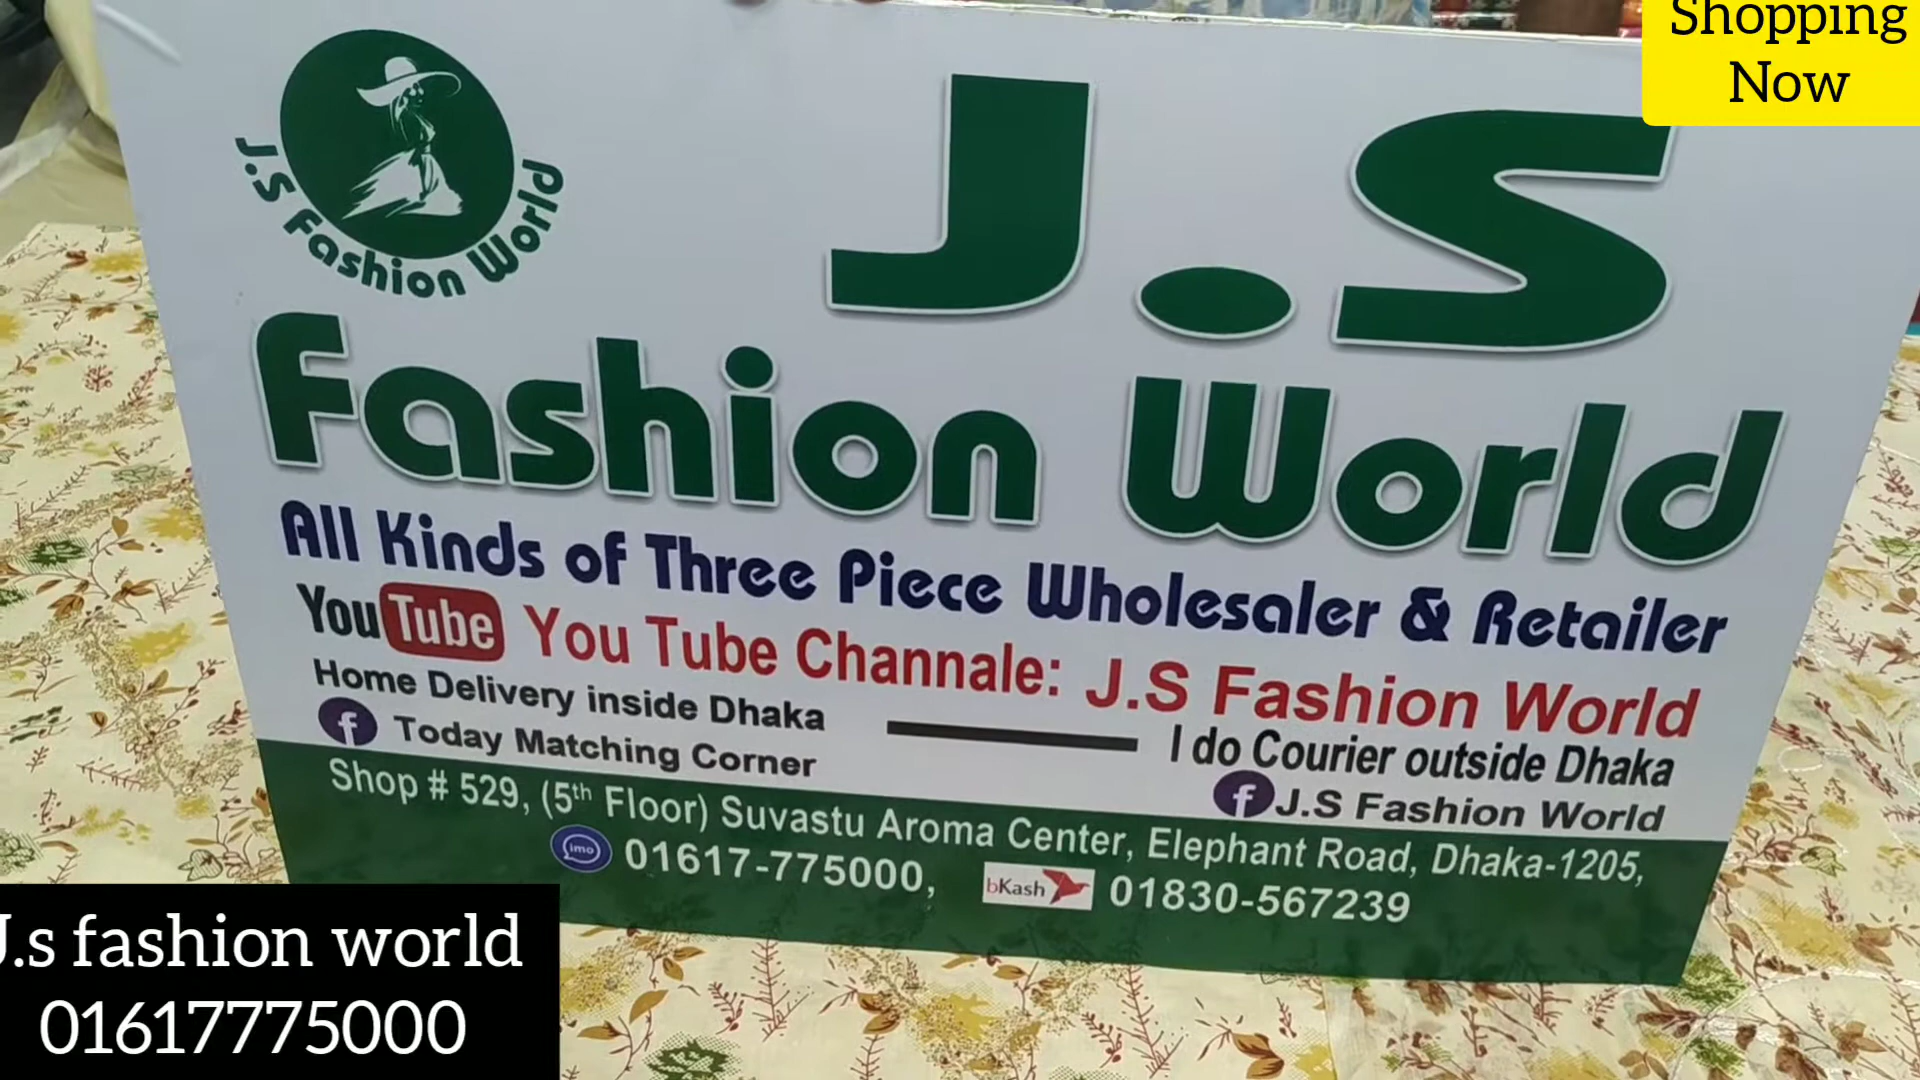 Shopping
Now
J.S Fashion World
J.S
Fashion World
All Kinds of Three Piece Wholesaler & Retailer
YouTube You Tube Channale: J.S Fashion World
Home Delivery inside Dhaka
I do Courier outside Dhaka
f Today Matching Corner
f J.S Fashion World
Shop # 529, (5th Floor) Suvastu Aroma Center, Elephant Road, Dhaka-1205,
imo 01617-775000, bKash 01830-567239
J.s fashion world
01617775000